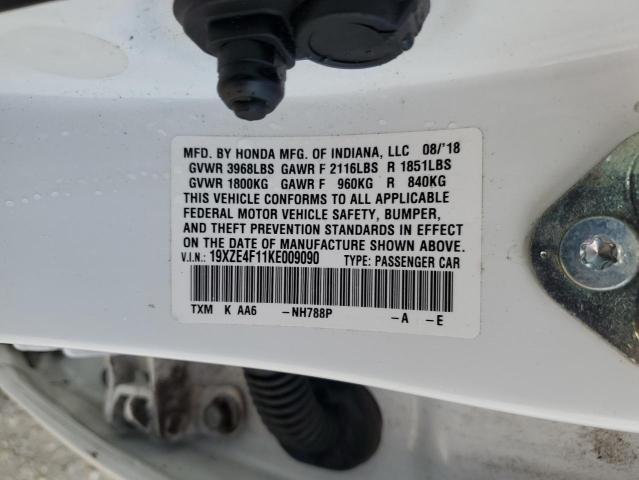 MFD. BY HONDA MFG. OF INDIANA, LLC 08/'18
GVWR 3968LBS GAWR F 2116LBS R 1851LBS
GVWR 1800KG GAWR F 960KG R 840KG
THIS VEHICLE CONFORMS TO ALL APPLICABLE
FEDERAL MOTOR VEHICLE SAFETY, BUMPER,
AND THEFT PREVENTION STANDARDS IN EFFECT
ON THE DATE OF MANUFACTURE SHOWN ABOVE.
V.I.N.: 19XZE4F11KE009090 TYPE: PASSENGER CAR
TXM K AA6 -NH788P -A -E